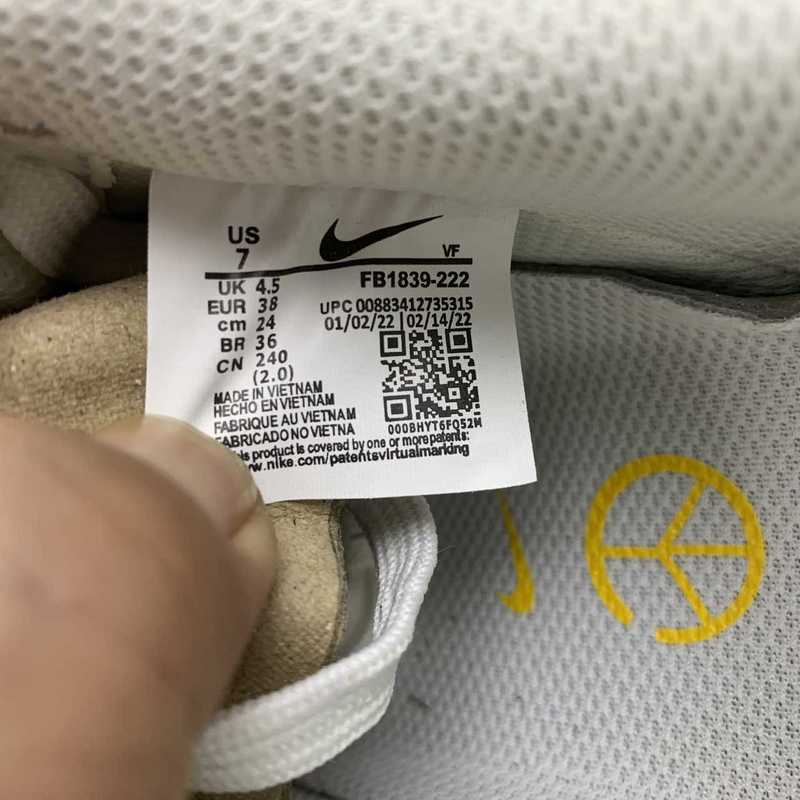 US
7
VF
UK 4.5
EUR 38
cm 24
BR 36
CN 240
(2.0)
FB1839-222
UPC 00883412735315
01/02/22 | 02/14/22
000BHYT6FQ52M
MADE IN VIETNAM
HECHO EN VIETNAM
FABRIQUE AU VIETNAM
FABRICADO NO VIETNA
product is covered by one or more patents:
www.nike.com/patentsvirtualmarking